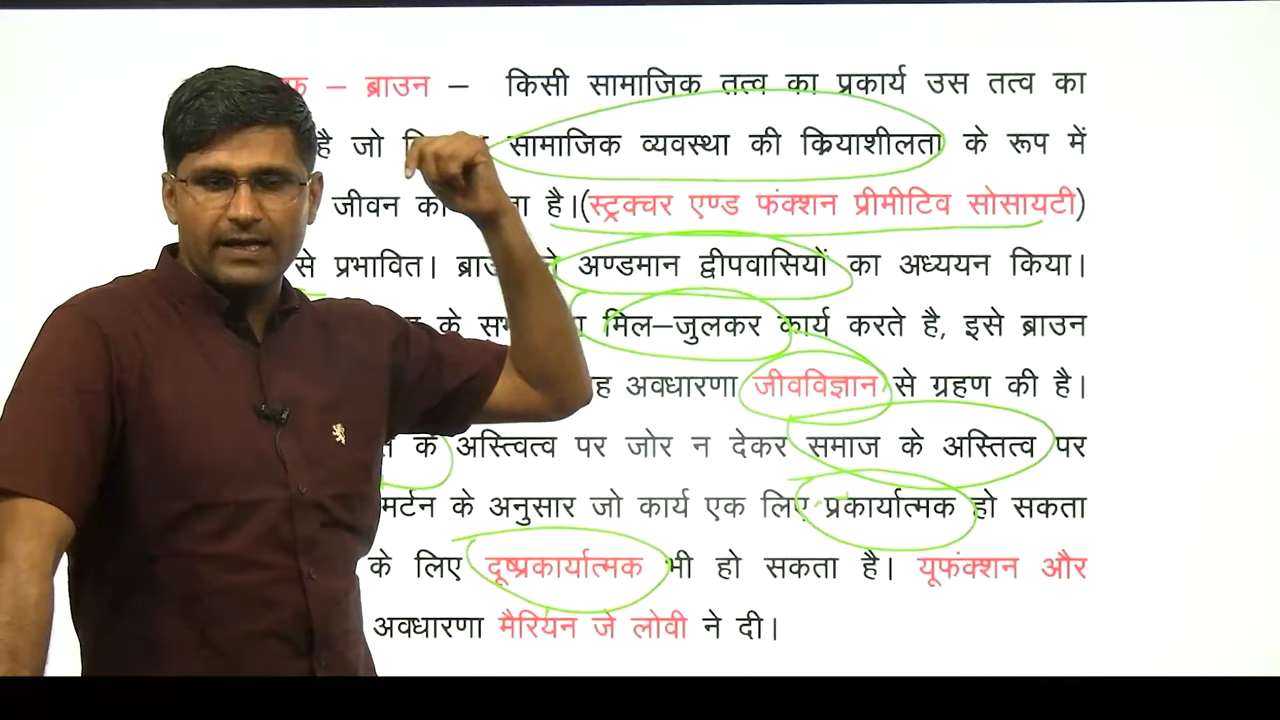 – ब्राउन – किसी सामाजिक तत्व का प्रकार्य उस तत्व का
है जो सामाजिक व्यवस्था की क्रियाशीलता के रूप में
जीवन को है।(स्ट्रक्चर एण्ड फंक्शन प्रीमीटिव सोसायटी)
से प्रभावित। अण्डमान द्वीपवासियों का अध्ययन किया।
के मिल–जुलकर कार्य करते है, इसे ब्राउन
अवधारणा जीवविज्ञान से ग्रहण की है।
के अस्त्वित्व पर जोर न देकर समाज के अस्तित्व पर
मर्टन के अनुसार जो कार्य एक लिए प्रकार्यात्मक हो सकता
के लिए दूष्प्रकार्यात्मक भी हो सकता है। यूफंक्शन और
अवधारणा मैरियन जे लोवी ने दी।